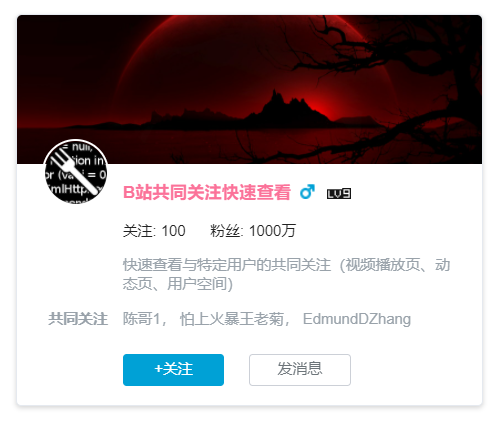 = null,
tion in
or (va i = 0
mlHttp
B站共同关注快速查看 LV9
关注: 100 粉丝: 1000万
快速查看与特定用户的共同关注（视频播放页、动
态页、用户空间）
共同关注 陈哥1， 怕上火暴王老菊， EdmundDZhang
+关注 发消息